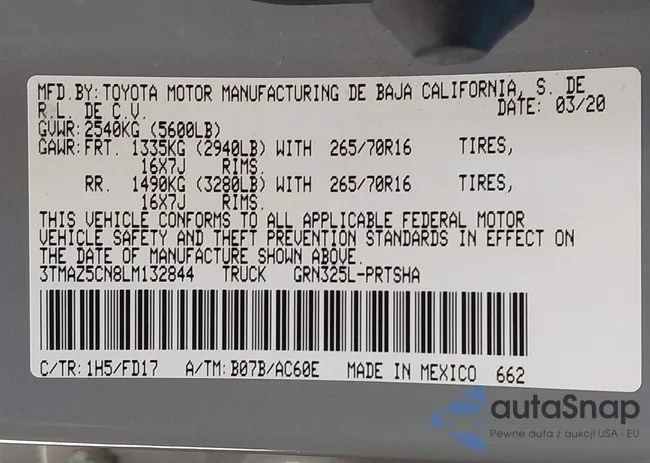 MFD.BY:TOYOTA MOTOR MANUFACTURING DE BAJA CALIFORNIA, S. DE
R.L. DE C.V. DATE: 03/20
GVWR:2540KG (5600LB)
GAWR:FRT. 1335KG (2940LB) WITH 265/70R16 TIRES,
16X7J RIMS.
RR. 1490KG (3280LB) WITH 265/70R16 TIRES,
16X7J RIMS.
THIS VEHICLE CONFORMS TO ALL APPLICABLE FEDERAL MOTOR
VEHICLE SAFETY AND THEFT PREVENTION STANDARDS IN EFFECT ON
THE DATE OF MANUFACTURE SHOWN ABOVE.
3TMAZ5CN8LM132844 TRUCK GRN325L-PRTSHA
C/TR:1H5/FD17 A/TM:B07B/AC60E MADE IN MEXICO 662
autaSnap
Pewne auta z aukcji USA i EU